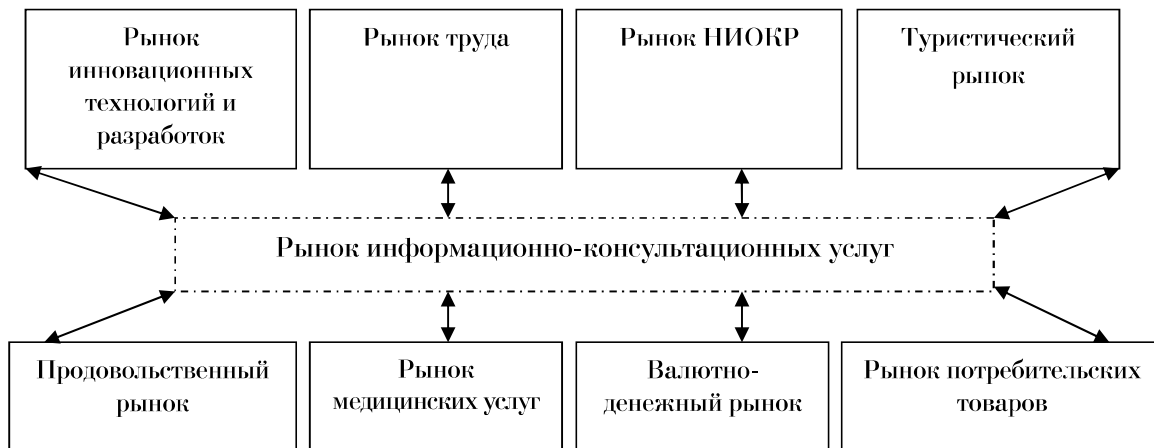 Рынок
инновационных
технологий и
разработок
Рынок труда
Рынок НИОКР
Туристический
рынок
Рынок информационно-консультационных услуг
Продовольственный
рынок
Рынок
медицинских услуг
Валютно-
денежный рынок
Рынок потребительских
товаров